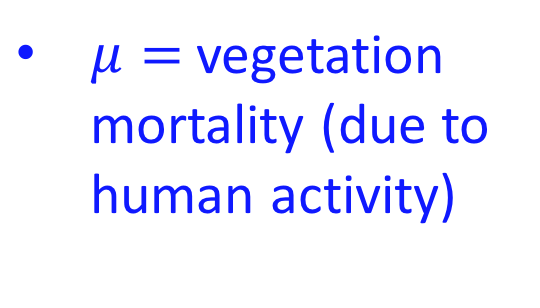 • 𝜇 = vegetation
mortality (due to
human activity)